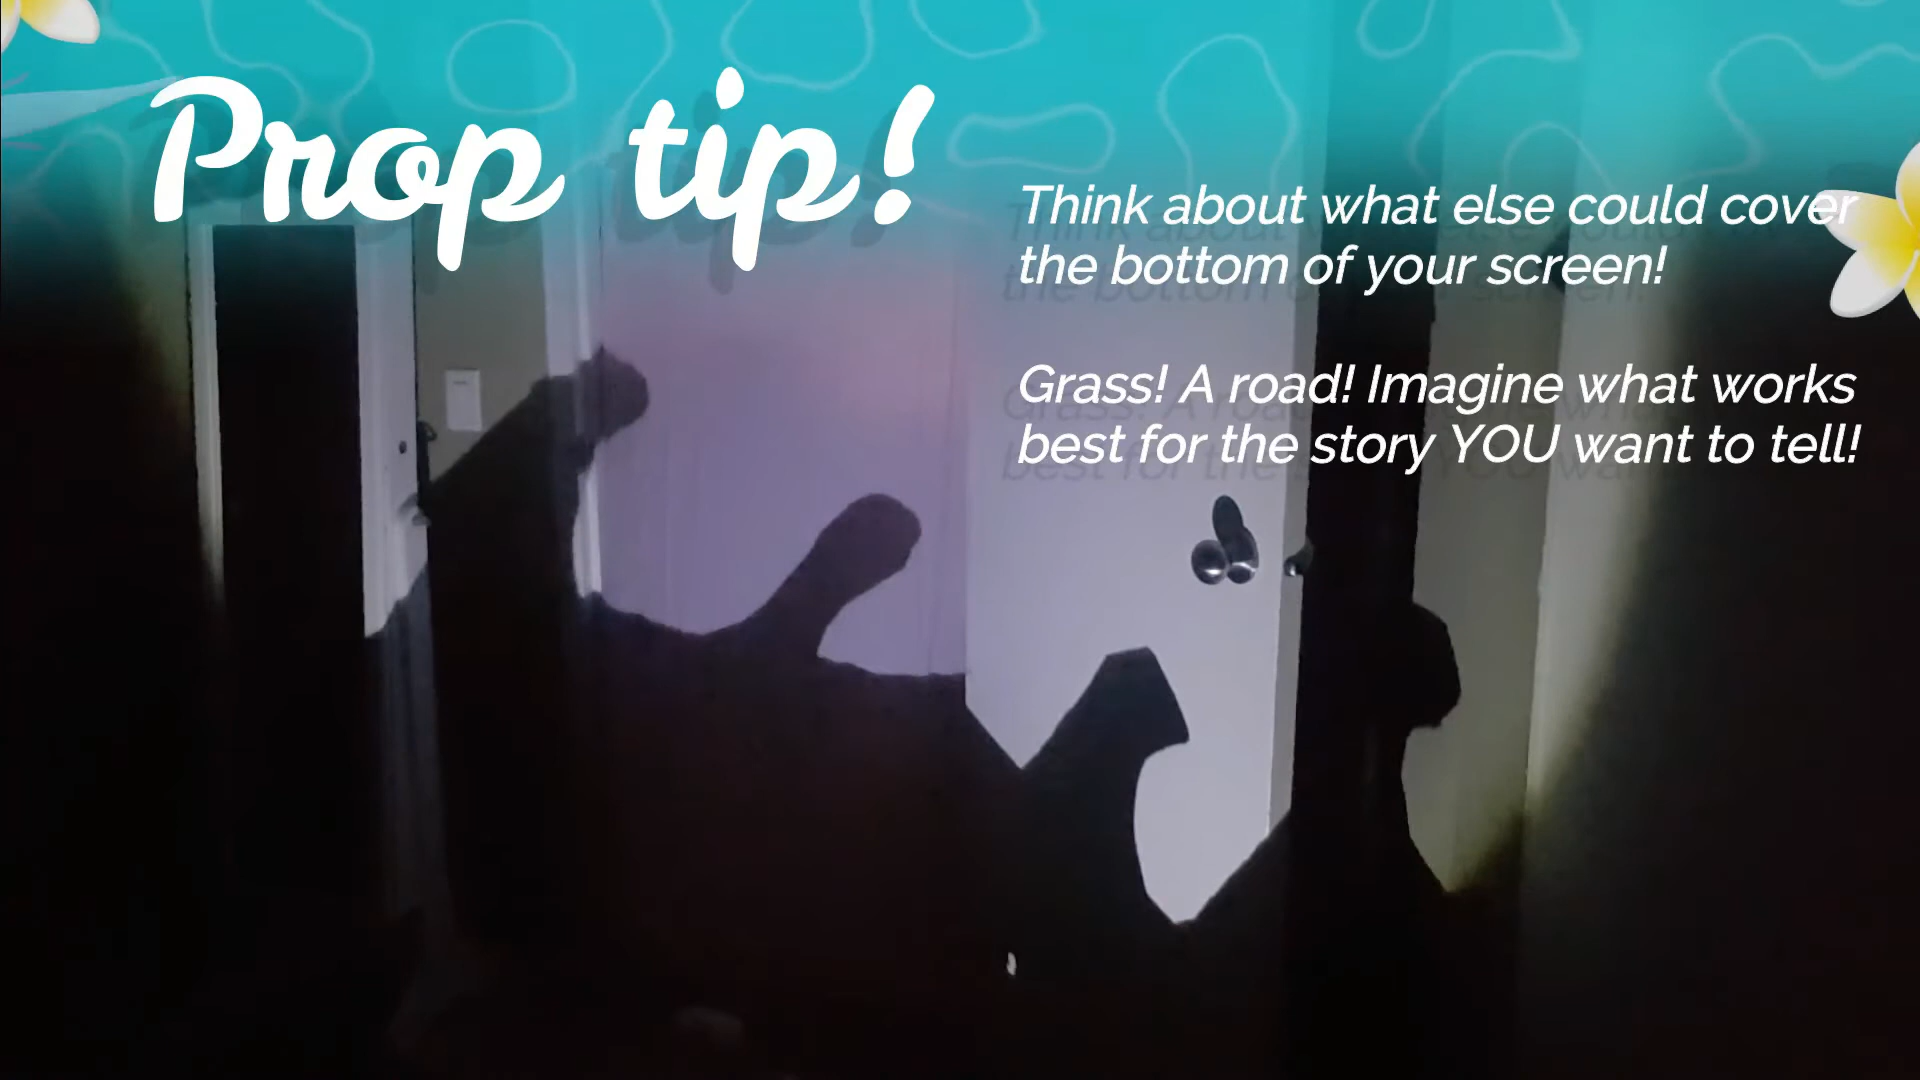 Prop tip!
Think about what else could cover
the bottom of your screen!
Grass! A road! Imagine what works
best for the story YOU want to tell!